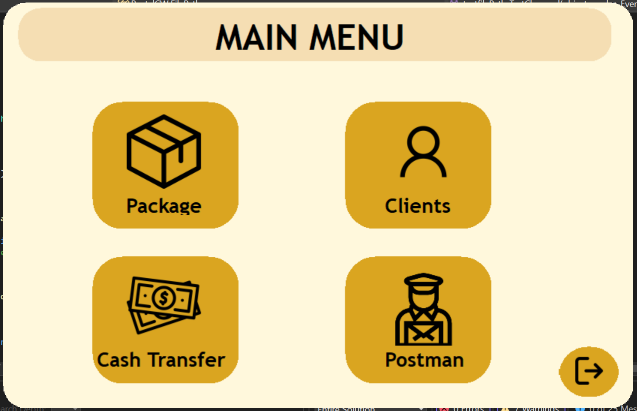 MAIN MENU
Package
Clients
$
Cash Transfer
Postman